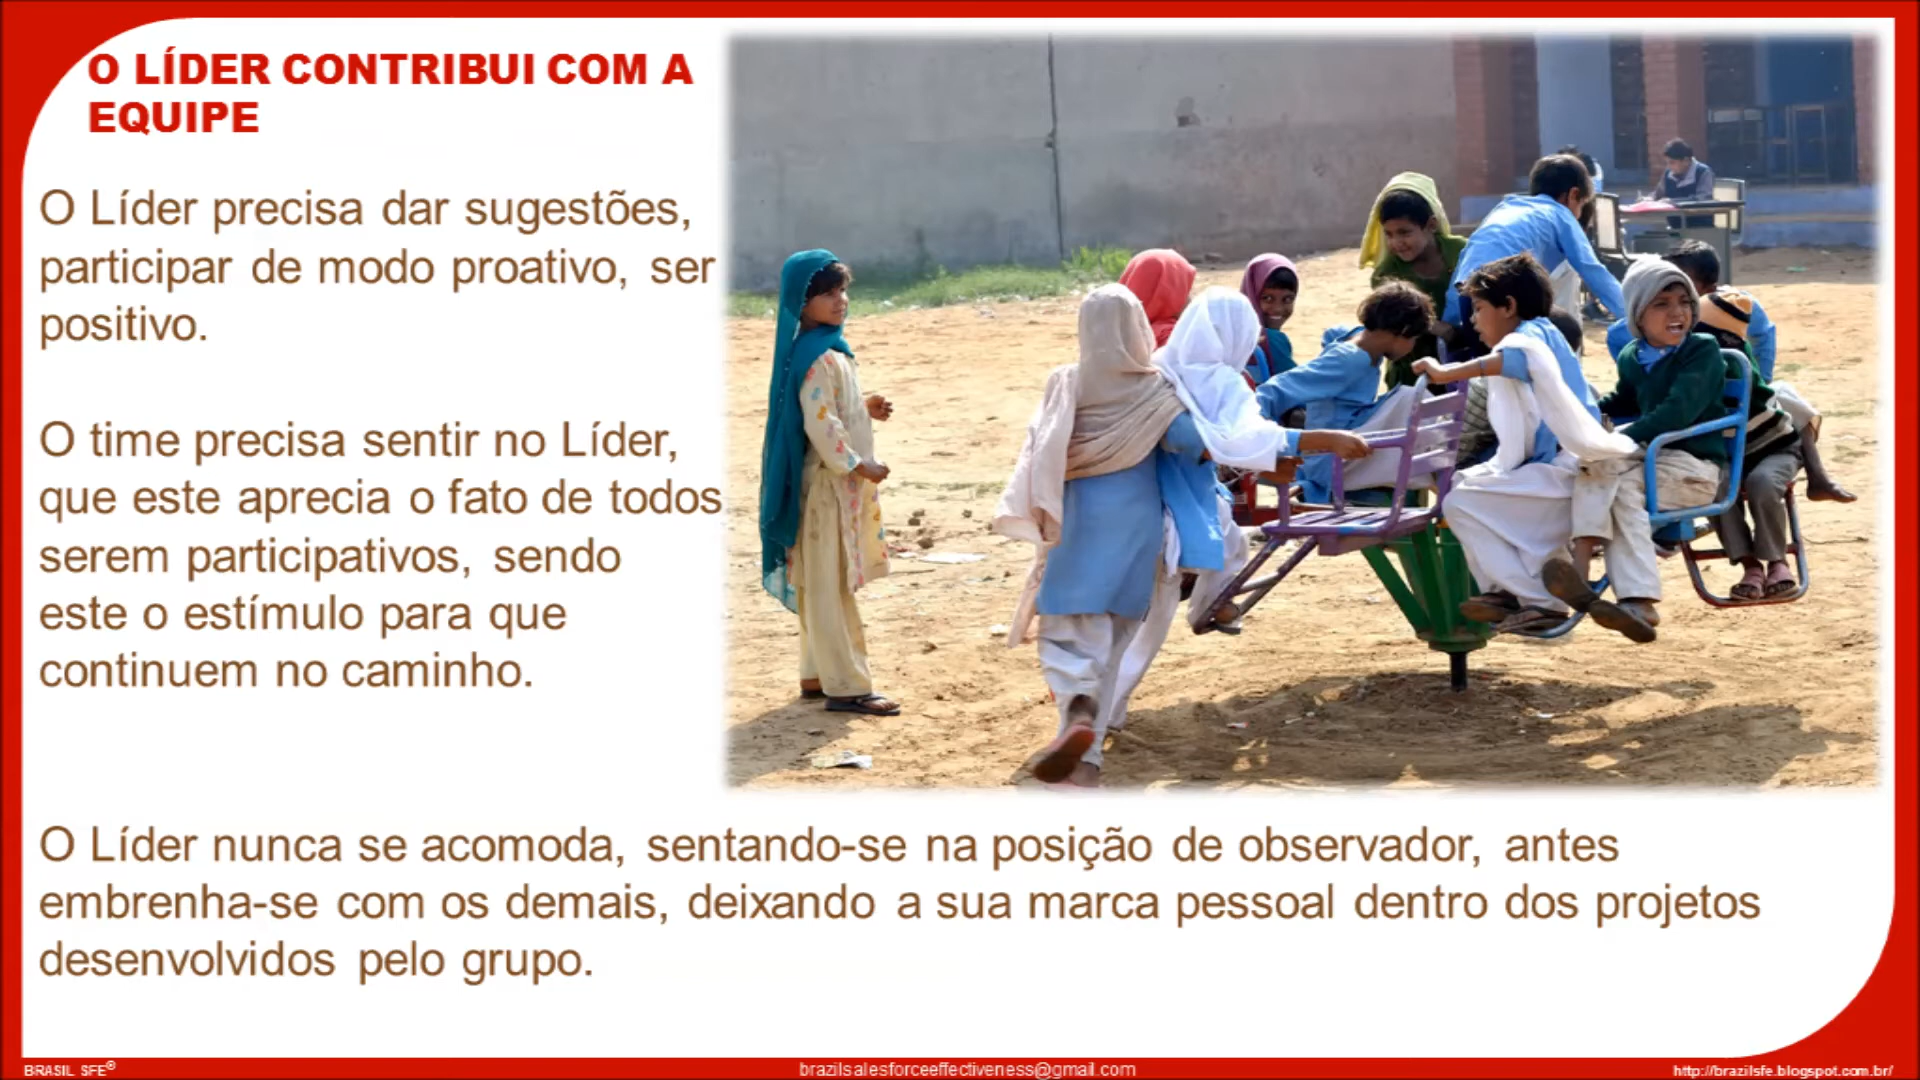 O LÍDER CONTRIBUI COM A
EQUIPE
O Líder precisa dar sugestões,
participar de modo proativo, ser
positivo.
O time precisa sentir no Líder,
que este aprecia o fato de todos
serem participativos, sendo
este o estímulo para que
continuem no caminho.
O Líder nunca se acomoda, sentando-se na posição de observador, antes
embrenha-se com os demais, deixando a sua marca pessoal dentro dos projetos
desenvolvidos pelo grupo.
BRASIL SFE®
brazilsalesforceeffectiveness@gmail.com
http://brazilsfe.blogspot.com.br/